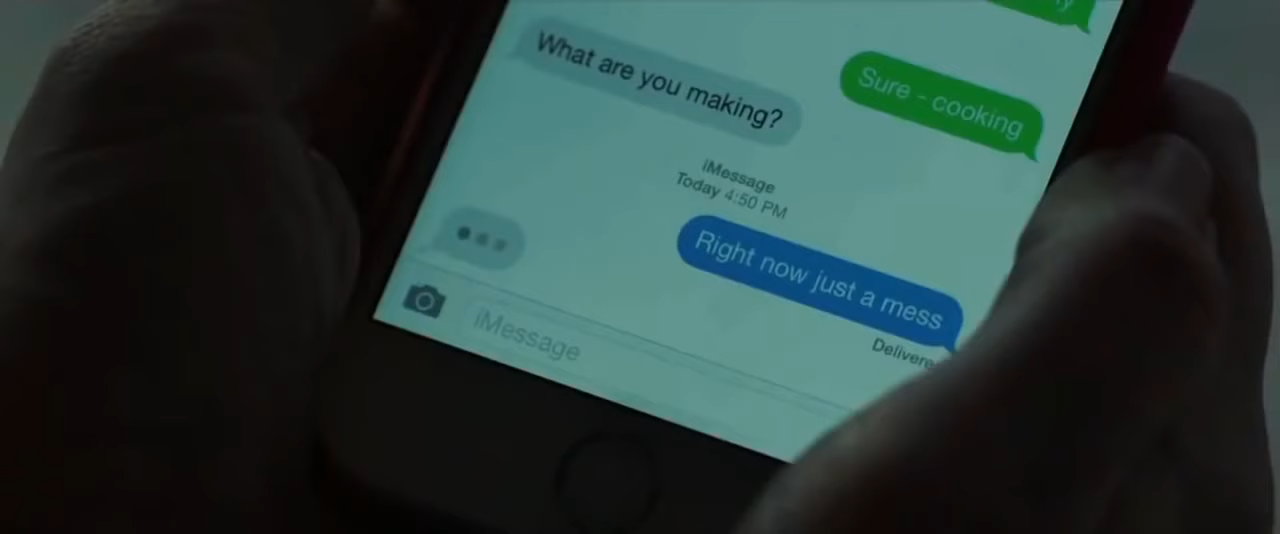 Sure - cooking
What are you making?
iMessage
Today 4:50 PM
Right now just a mess
iMessage